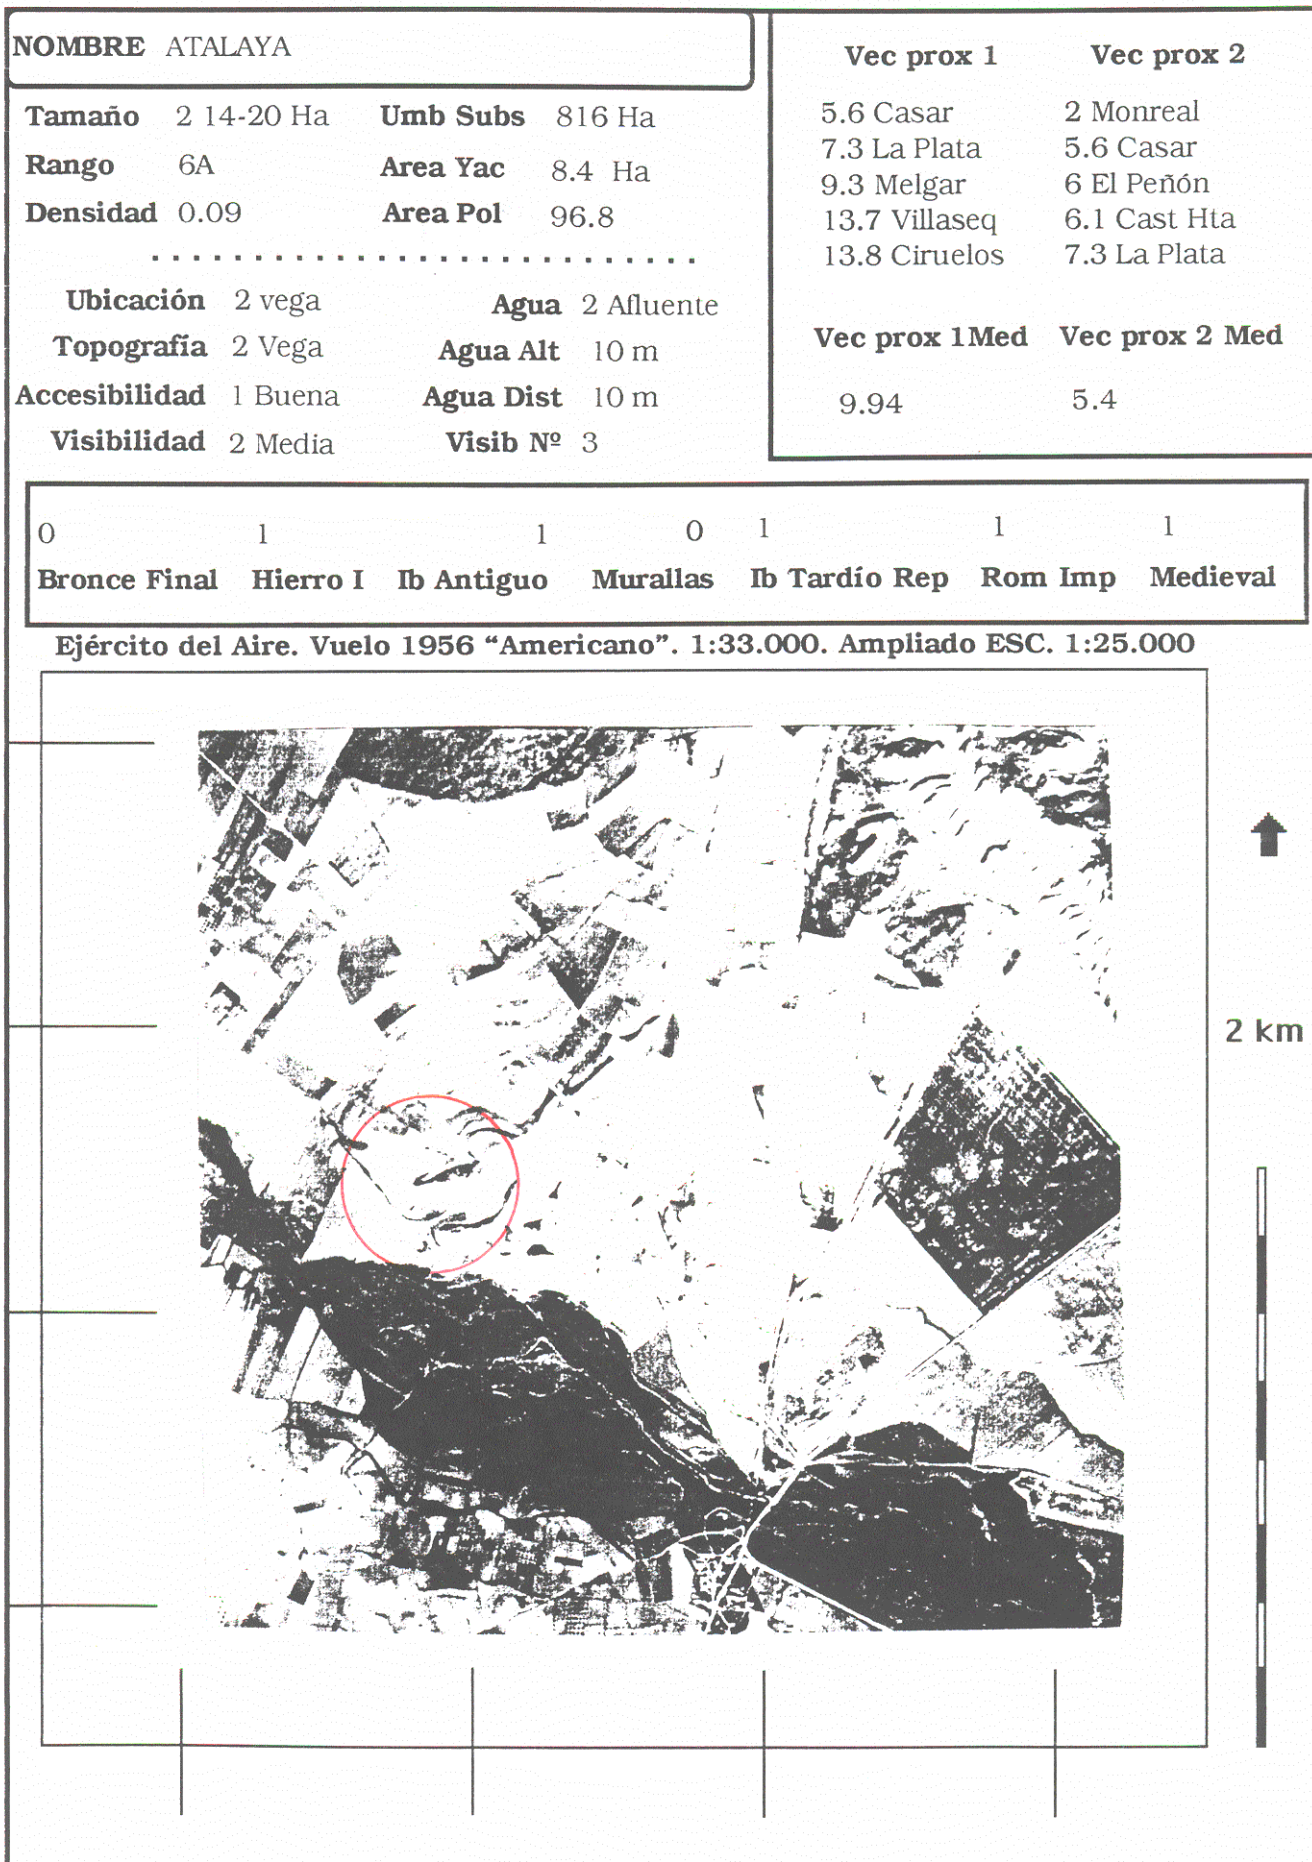 NOMBRE ATALAYA
Tamaño 2 14-20 Ha Umb Subs 816 Ha
Rango 6A Area Yac 8.4 Ha
Densidad 0.09 Area Pol 96.8
Ubicación 2 vega Agua 2 Afluente
Topografía 2 Vega Agua Alt 10 m
Accesibilidad 1 Buena Agua Dist 10 m
Visibilidad 2 Media Visib Nº 3
Vec prox 1 Vec prox 2
5.6 Casar 2 Monreal
7.3 La Plata 5.6 Casar
9.3 Melgar 6 El Peñón
13.7 Villaseq 6.1 Cast Hta
13.8 Ciruelos 7.3 La Plata
Vec prox 1Med Vec prox 2 Med
9.94 5.4
0 1 1 0 1 1 1
Bronce Final Hierro I Ib Antiguo Murallas Ib Tardío Rep Rom Imp Medieval
Ejército del Aire. Vuelo 1956 “Americano”. 1:33.000. Ampliado ESC. 1:25.000
2 km